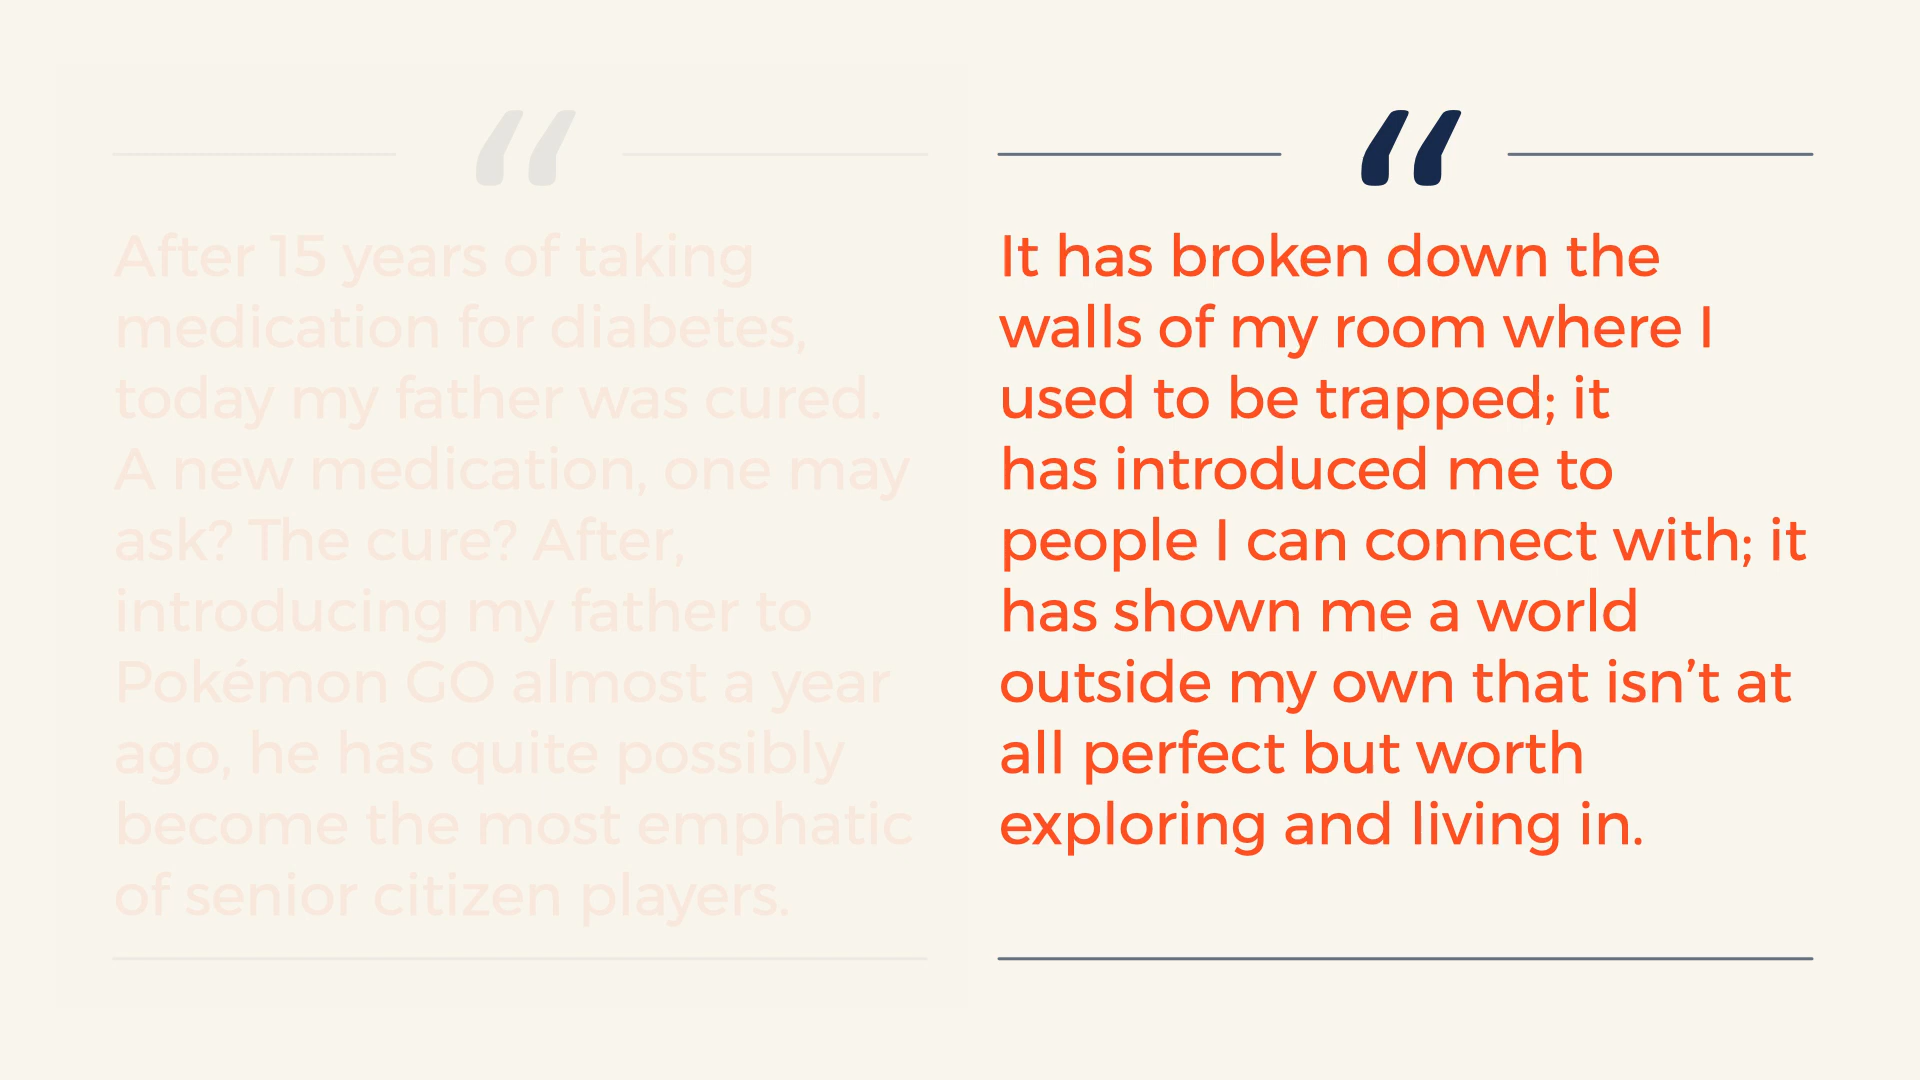 “
After 15 years of taking
medication for diabetes,
today my father was cured.
A new medication, one may
ask? The cure? After,
introducing my father to
Pokémon GO almost a year
ago, he has quite possibly
become the most emphatic
of senior citizen players.
“
It has broken down the
walls of my room where I
used to be trapped; it
has introduced me to
people I can connect with; it
has shown me a world
outside my own that isn’t at
all perfect but worth
exploring and living in.